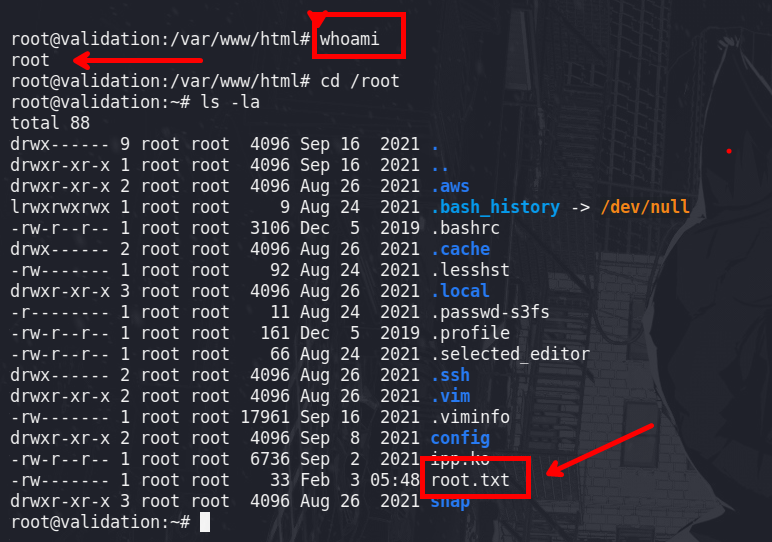 root@validation:/var/www/html# whoami
root
root@validation:/var/www/html# cd /root
root@validation:~# ls -la
total 88
drwx------ 9 root root  4096 Sep 16  2021 .
drwxr-xr-x 1 root root  4096 Sep 16  2021 ..
drwxr-xr-x 2 root root  4096 Aug 26  2021 .aws
lrwxrwxrwx 1 root root     9 Aug 24  2021 .bash_history -> /dev/null
-rw-r--r-- 1 root root  3106 Dec  5  2019 .bashrc
drwx------ 2 root root  4096 Aug 26  2021 .cache
-rw------- 1 root root    92 Aug 24  2021 .lesshst
drwxr-xr-x 3 root root  4096 Aug 26  2021 .local
-r-------- 1 root root    11 Aug 24  2021 .passwd-s3fs
-rw-r--r-- 1 root root   161 Dec  5  2019 .profile
-rw-r--r-- 1 root root    66 Aug 24  2021 .selected_editor
drwx------ 2 root root  4096 Aug 26  2021 .ssh
drwxr-xr-x 2 root root  4096 Aug 26  2021 .vim
-rw------- 1 root root 17961 Sep 16  2021 .viminfo
drwxr-xr-x 2 root root  4096 Sep  8  2021 config
-rw-r--r-- 1 root root  6736 Sep  2  2021 ipp.ko
-rw------- 1 root root    33 Feb  3 05:48 root.txt
drwxr-xr-x 3 root root  4096 Aug 26  2021 snap
root@validation:~#